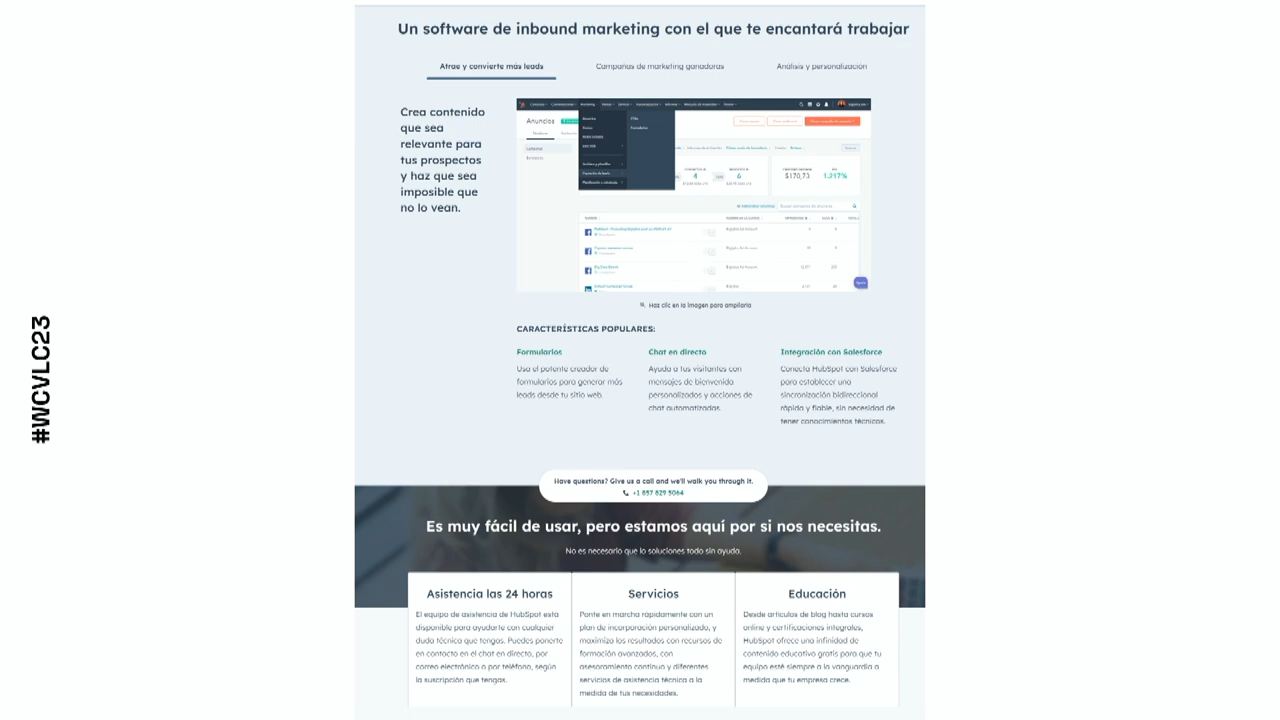 #WCVLC23
Un software de inbound marketing con el que te encantará trabajar
Atrae y convierte más leads
Campañas de marketing ganadoras
Análisis y personalización
Crea contenido
que sea
relevante para
tus prospectos
y haz que sea
imposible que
no lo vean.
Anuncios
$170,73
1.217%
Haz clic en la imagen para ampliarla
CARACTERÍSTICAS POPULARES:
Formularios
Usa el potente creador de
formularios para generar más
leads desde tu sitio web.
Chat en directo
Ayuda a tus visitantes con
mensajes de bienvenida
personalizados y acciones de
chat automatizadas.
Integración con Salesforce
Conecta HubSpot con Salesforce
para establecer una
sincronización bidireccional
rápida y fiable, sin necesidad de
tener conocimientos técnicos.
Have questions? Give us a call and we'll walk you through it.
+1 857 829 5064
Es muy fácil de usar, pero estamos aquí por si nos necesitas.
No es necesario que lo soluciones todo sin ayuda.
Asistencia las 24 horas
El equipo de asistencia de HubSpot está
disponible para ayudarte con cualquier
duda técnica que tengas. Puedes ponerte
en contacto en el chat en directo, por
correo electrónico o por teléfono, según
la suscripción que tengas.
Servicios
Ponte en marcha rápidamente con un
plan de incorporación personalizado, y
maximiza los resultados con recursos de
formación avanzados, con
asesoramiento continuo y diferentes
servicios de asistencia técnica a la
medida de tus necesidades.
Educación
Desde artículos de blog hasta cursos
online y certificaciones integrales,
HubSpot ofrece una infinidad de
contenido educativo gratis para que tu
equipo esté siempre a la vanguardia a
medida que tu empresa crece.